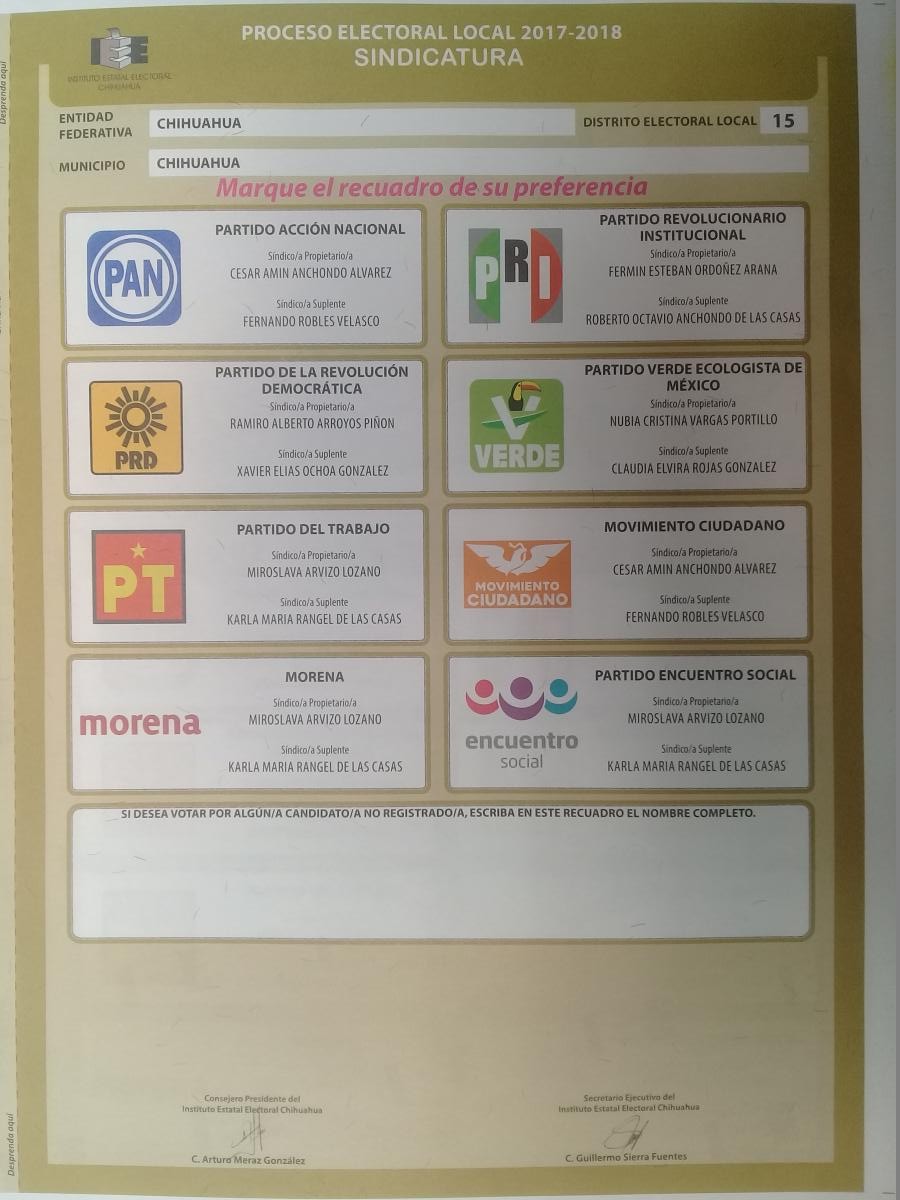 PROCESO ELECTORAL LOCAL 2017-2018
SINDICATURA
IEE
INSTITUTO ESTATAL ELECTORAL
CHIHUAHUA
Desprenda aquí
ENTIDAD
FEDERATIVA
CHIHUAHUA
DISTRITO ELECTORAL LOCAL 15
MUNICIPIO
CHIHUAHUA
Marque el recuadro de su preferencia
PAN
PARTIDO ACCIÓN NACIONAL
Síndico/a Propietario/a
CESAR AMIN ANCHONDO ALVAREZ
Síndico/a Suplente
FERNANDO ROBLES VELASCO
PRI
PARTIDO REVOLUCIONARIO
INSTITUCIONAL
Síndico/a Propietario/a
FERMIN ESTEBAN ORDOÑEZ ARANA
Síndico/a Suplente
ROBERTO OCTAVIO ANCHONDO DE LAS CASAS
PRD
PARTIDO DE LA REVOLUCIÓN
DEMOCRÁTICA
Síndico/a Propietario/a
RAMIRO ALBERTO ARROYOS PIÑON
Síndico/a Suplente
XAVIER ELIAS OCHOA GONZALEZ
V
VERDE
PARTIDO VERDE ECOLOGISTA DE
MÉXICO
Síndico/a Propietario/a
NUBIA CRISTINA VARGAS PORTILLO
Síndico/a Suplente
CLAUDIA ELVIRA ROJAS GONZALEZ
PT
PARTIDO DEL TRABAJO
Síndico/a Propietario/a
MIROSLAVA ARVIZO LOZANO
Síndico/a Suplente
KARLA MARIA RANGEL DE LAS CASAS
MOVIMIENTO
CIUDADANO
MOVIMIENTO CIUDADANO
Síndico/a Propietario/a
CESAR AMIN ANCHONDO ALVAREZ
Síndico/a Suplente
FERNANDO ROBLES VELASCO
morena
MORENA
Síndico/a Propietario/a
MIROSLAVA ARVIZO LOZANO
Síndico/a Suplente
KARLA MARIA RANGEL DE LAS CASAS
encuentro
social
PARTIDO ENCUENTRO SOCIAL
Síndico/a Propietario/a
MIROSLAVA ARVIZO LOZANO
Síndico/a Suplente
KARLA MARIA RANGEL DE LAS CASAS
SI DESEA VOTAR POR ALGÚN/A CANDIDATO/A NO REGISTRADO/A, ESCRIBA EN ESTE RECUADRO EL NOMBRE COMPLETO.
Consejero Presidente del
Instituto Estatal Electoral Chihuahua
C. Arturo Meraz González
Secretario Ejecutivo del
Instituto Estatal Electoral Chihuahua
C. Guillermo Sierra Fuentes
Desprenda aquí